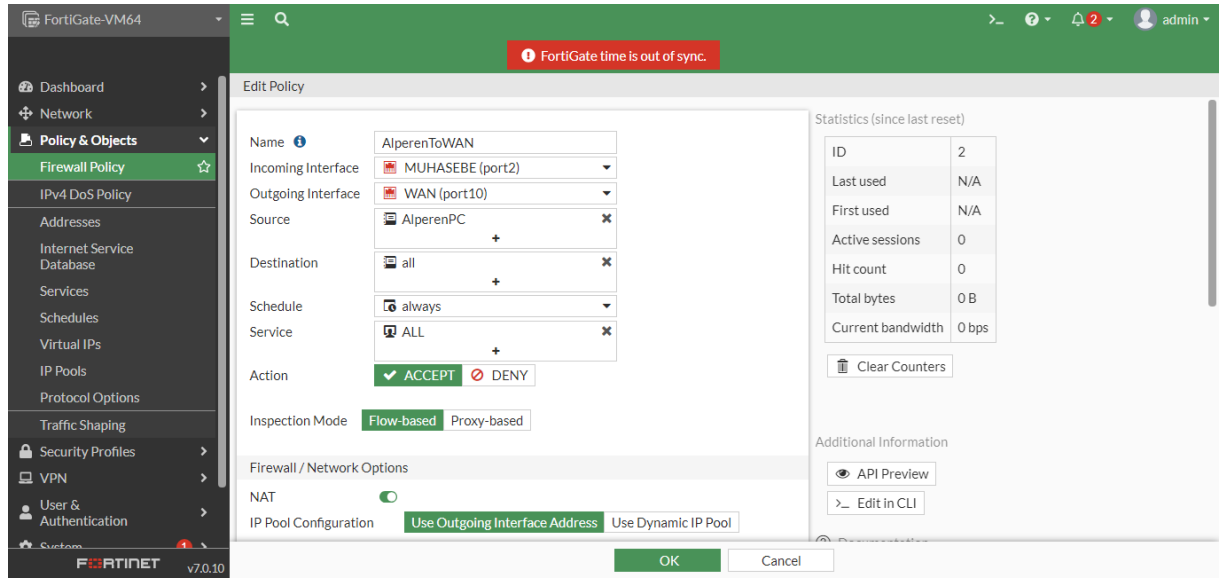 FortiGate-VM64
>_
admin
2
FortiGate time is out of sync.
Dashboard
Network
Policy & Objects
Firewall Policy
IPv4 DoS Policy
Addresses
Internet Service
Database
Services
Schedules
Virtual IPs
IP Pools
Protocol Options
Traffic Shaping
Security Profiles
VPN
User &
Authentication
System
1
FORTINET
v7.0.10
Edit Policy
Name
AlperenToWAN
Incoming Interface
MUHASEBE (port2)
Outgoing Interface
WAN (port10)
Source
AlperenPC
+
Destination
all
+
Schedule
always
Service
ALL
+
Action
ACCEPT
DENY
Inspection Mode
Flow-based
Proxy-based
Firewall / Network Options
NAT
IP Pool Configuration
Use Outgoing Interface Address
Use Dynamic IP Pool
OK
Cancel
Statistics (since last reset)
ID 2
Last used N/A
First used N/A
Active sessions 0
Hit count 0
Total bytes 0 B
Current bandwidth 0 bps
Clear Counters
Additional Information
API Preview
>_ Edit in CLI
Documentation